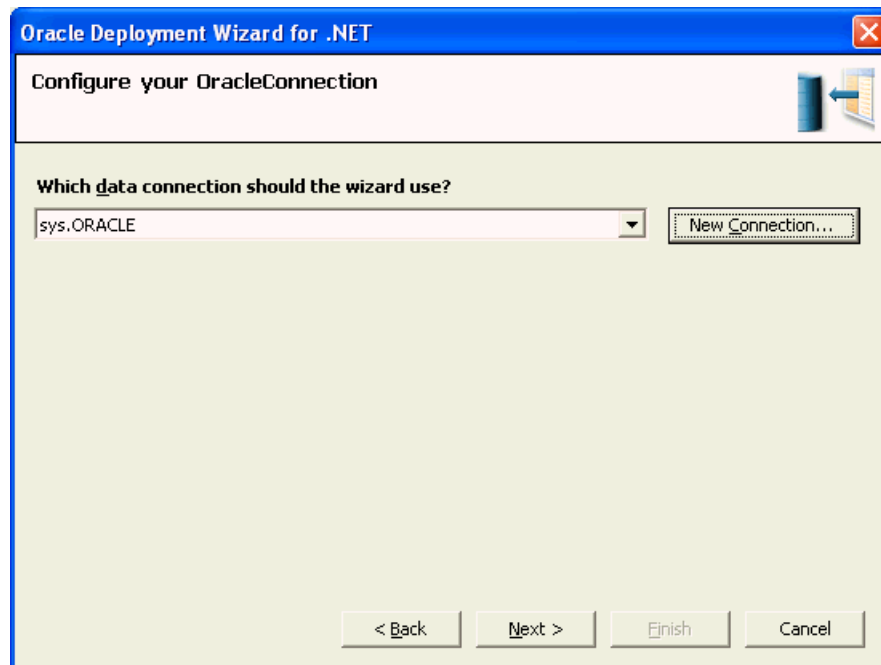 Oracle Deployment Wizard for .NET
Configure your OracleConnection
Which data connection should the wizard use?
sys.ORACLE
New Connection...
< Back Next > Finish Cancel